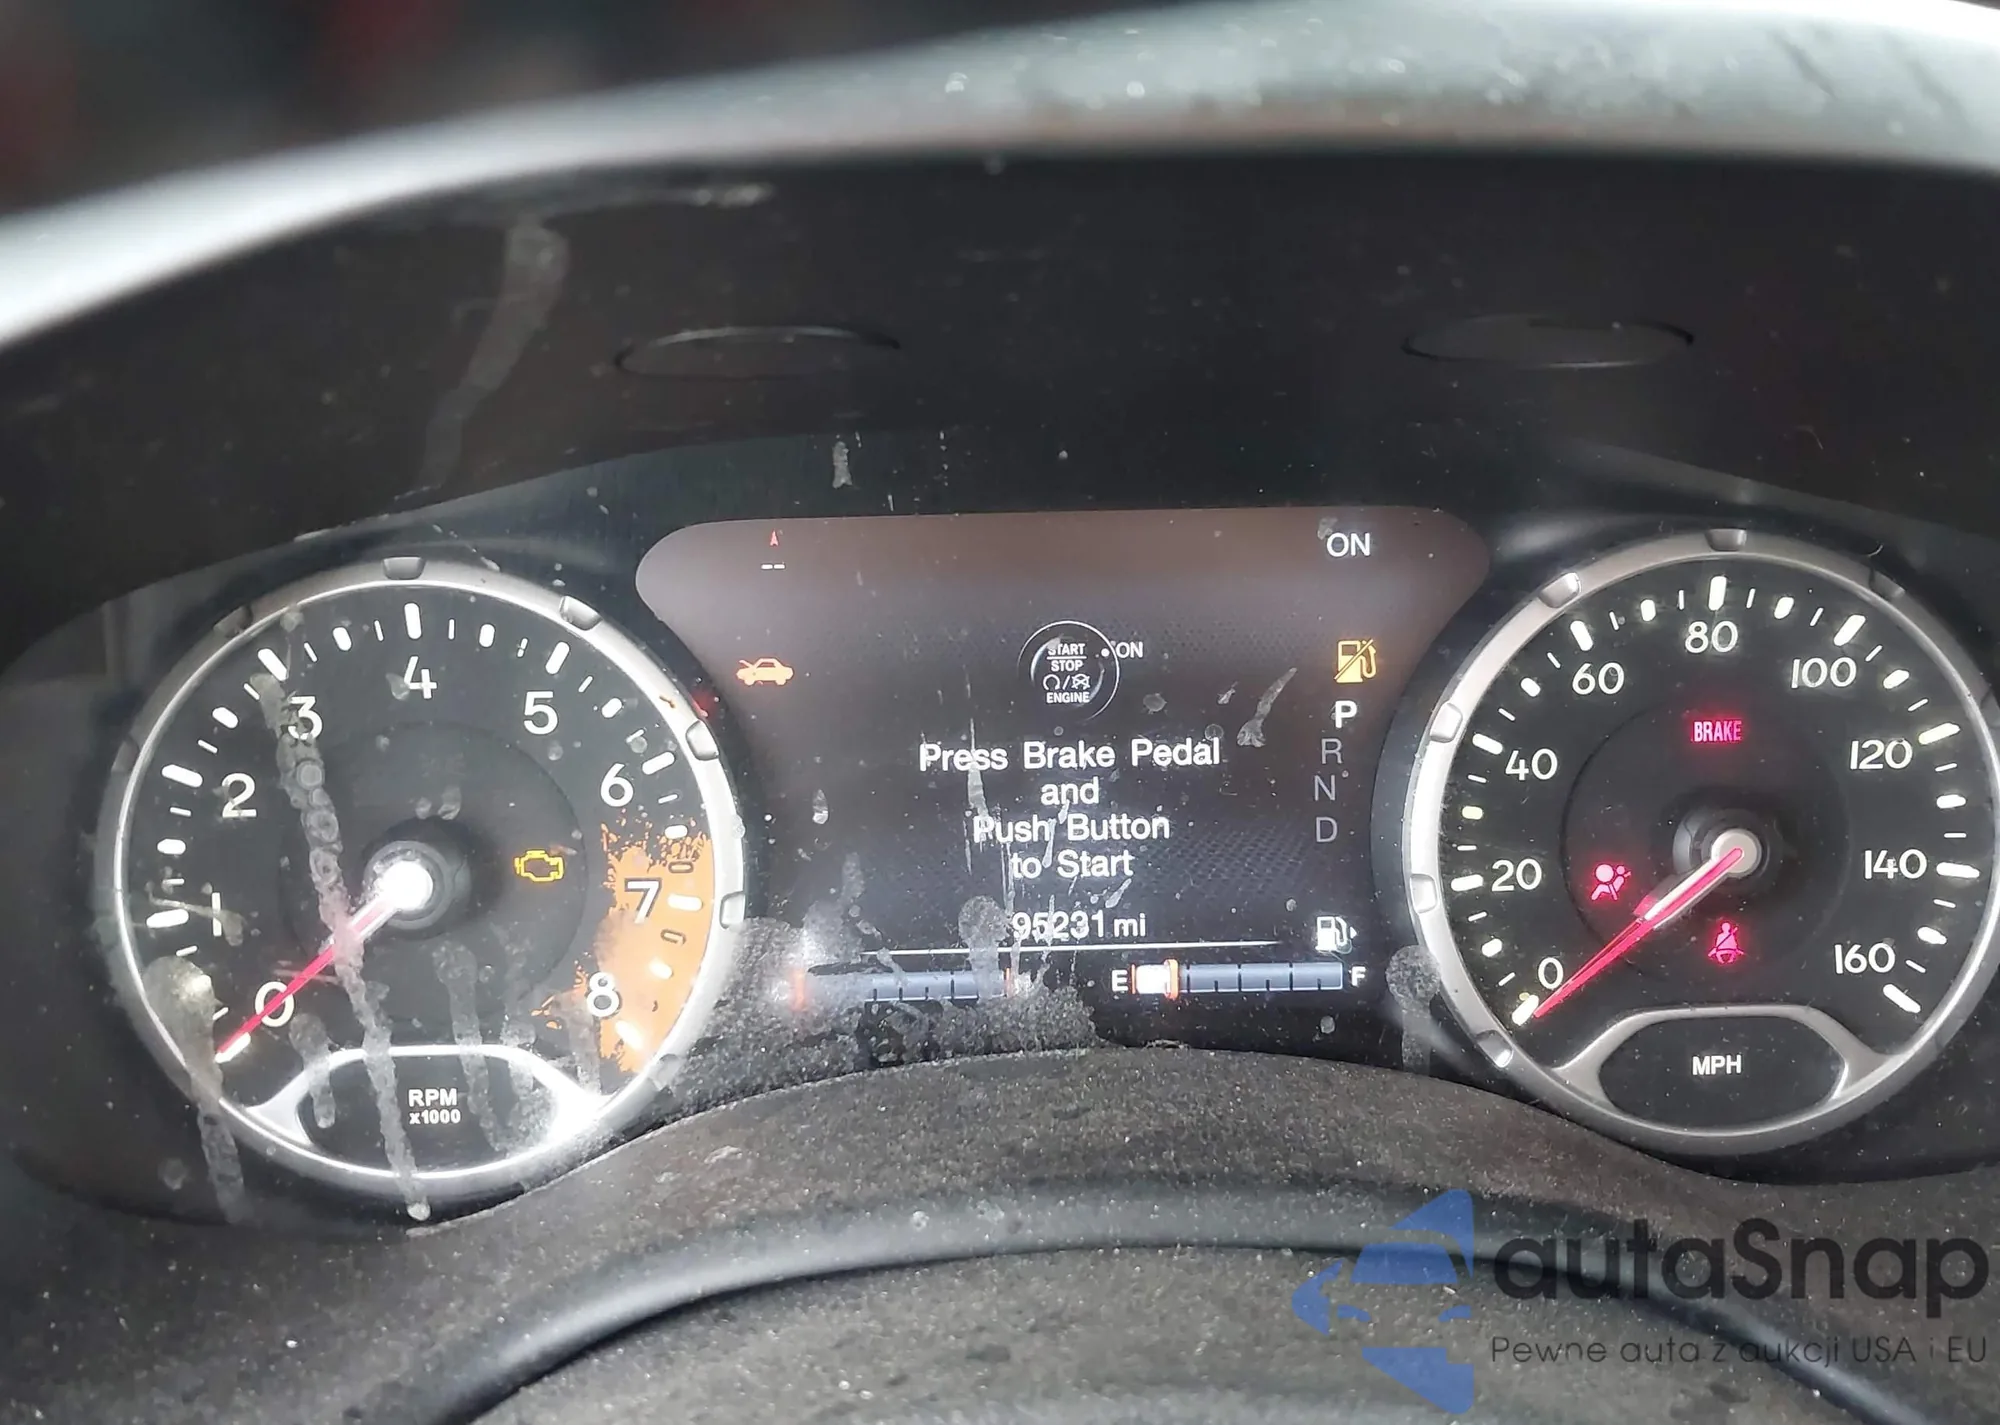 ON
START
STOP
ENGINE
ON
Press Brake Pedal
and
Push Button
to Start
95231 mi
E F
P
R
N
D
0 1 2 3 4 5 6 7 8
RPM
x1000
0 20 40 60 80 100 120 140 160
BRAKE
MPH
autaSnap
Pewne auta z aukcji USA i EU